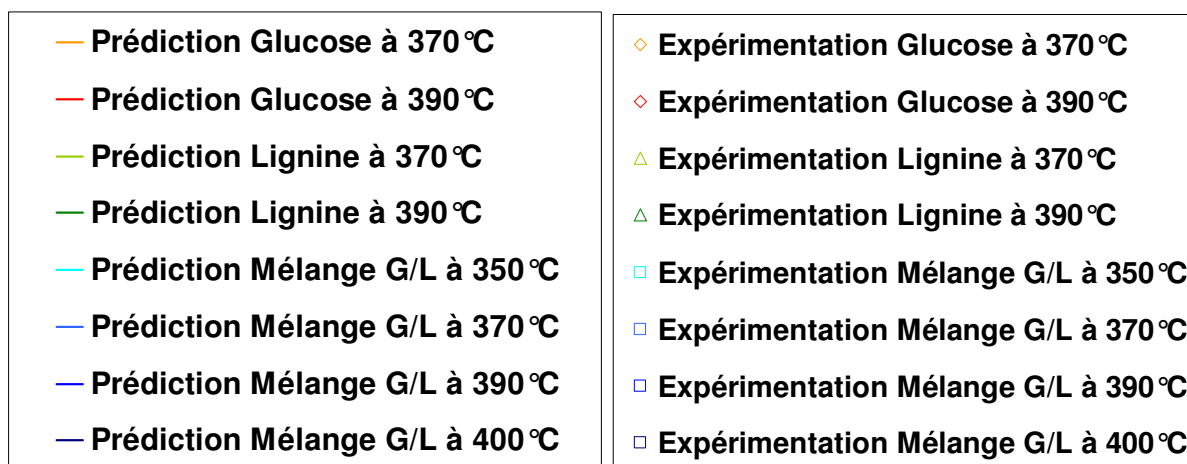 Prédiction Glucose à 370°C
Prédiction Glucose à 390°C
Prédiction Lignine à 370°C
Prédiction Lignine à 390°C
Prédiction Mélange G/L à 350°C
Prédiction Mélange G/L à 370°C
Prédiction Mélange G/L à 390°C
Prédiction Mélange G/L à 400°C
Expérimentation Glucose à 370°C
Expérimentation Glucose à 390°C
Expérimentation Lignine à 370°C
Expérimentation Lignine à 390°C
Expérimentation Mélange G/L à 350°C
Expérimentation Mélange G/L à 370°C
Expérimentation Mélange G/L à 390°C
Expérimentation Mélange G/L à 400°C